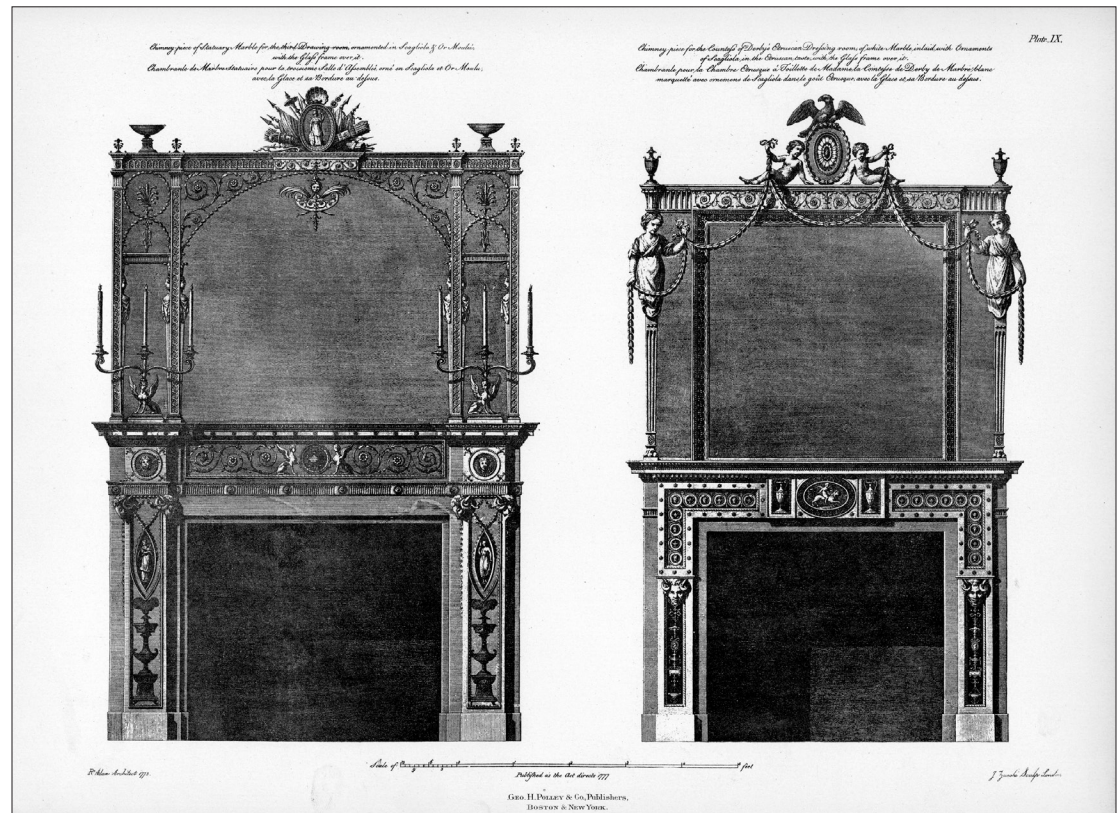 Plate IX.
Chimney piece of Statuary Marble for the third Drawing room, ornamented in Scagliola & Or Moulu,
with the Glass frame over it.
Chambranle de Marbre statuaire pour la troisieme Salle d'Assemblée, orné en Scagliola et Or Moulu,
avec la Glace et sa Bordure au dessus.
Chimney piece for the Countess of Derby's Etruscan Dressing room, of white Marble, inlaid, with Ornaments
of Scagliola, in the Etruscan taste, with the Glass frame over it.
Chambranle pour la Chambre Etrusque à Toillette de Madame la Comtesse de Derby de Marbre blanc
marquetté avec ornemens de Scagliola dans le goût Etrusque, avec la Glace et sa Bordure au dessus.
Rt. Adam Architect 177
Scale of feet
Published as the Act directs 1777
J. Zucchi Sculp. London
GEO. H. POLLEY & CO, PUBLISHERS,
BOSTON & NEW YORK.